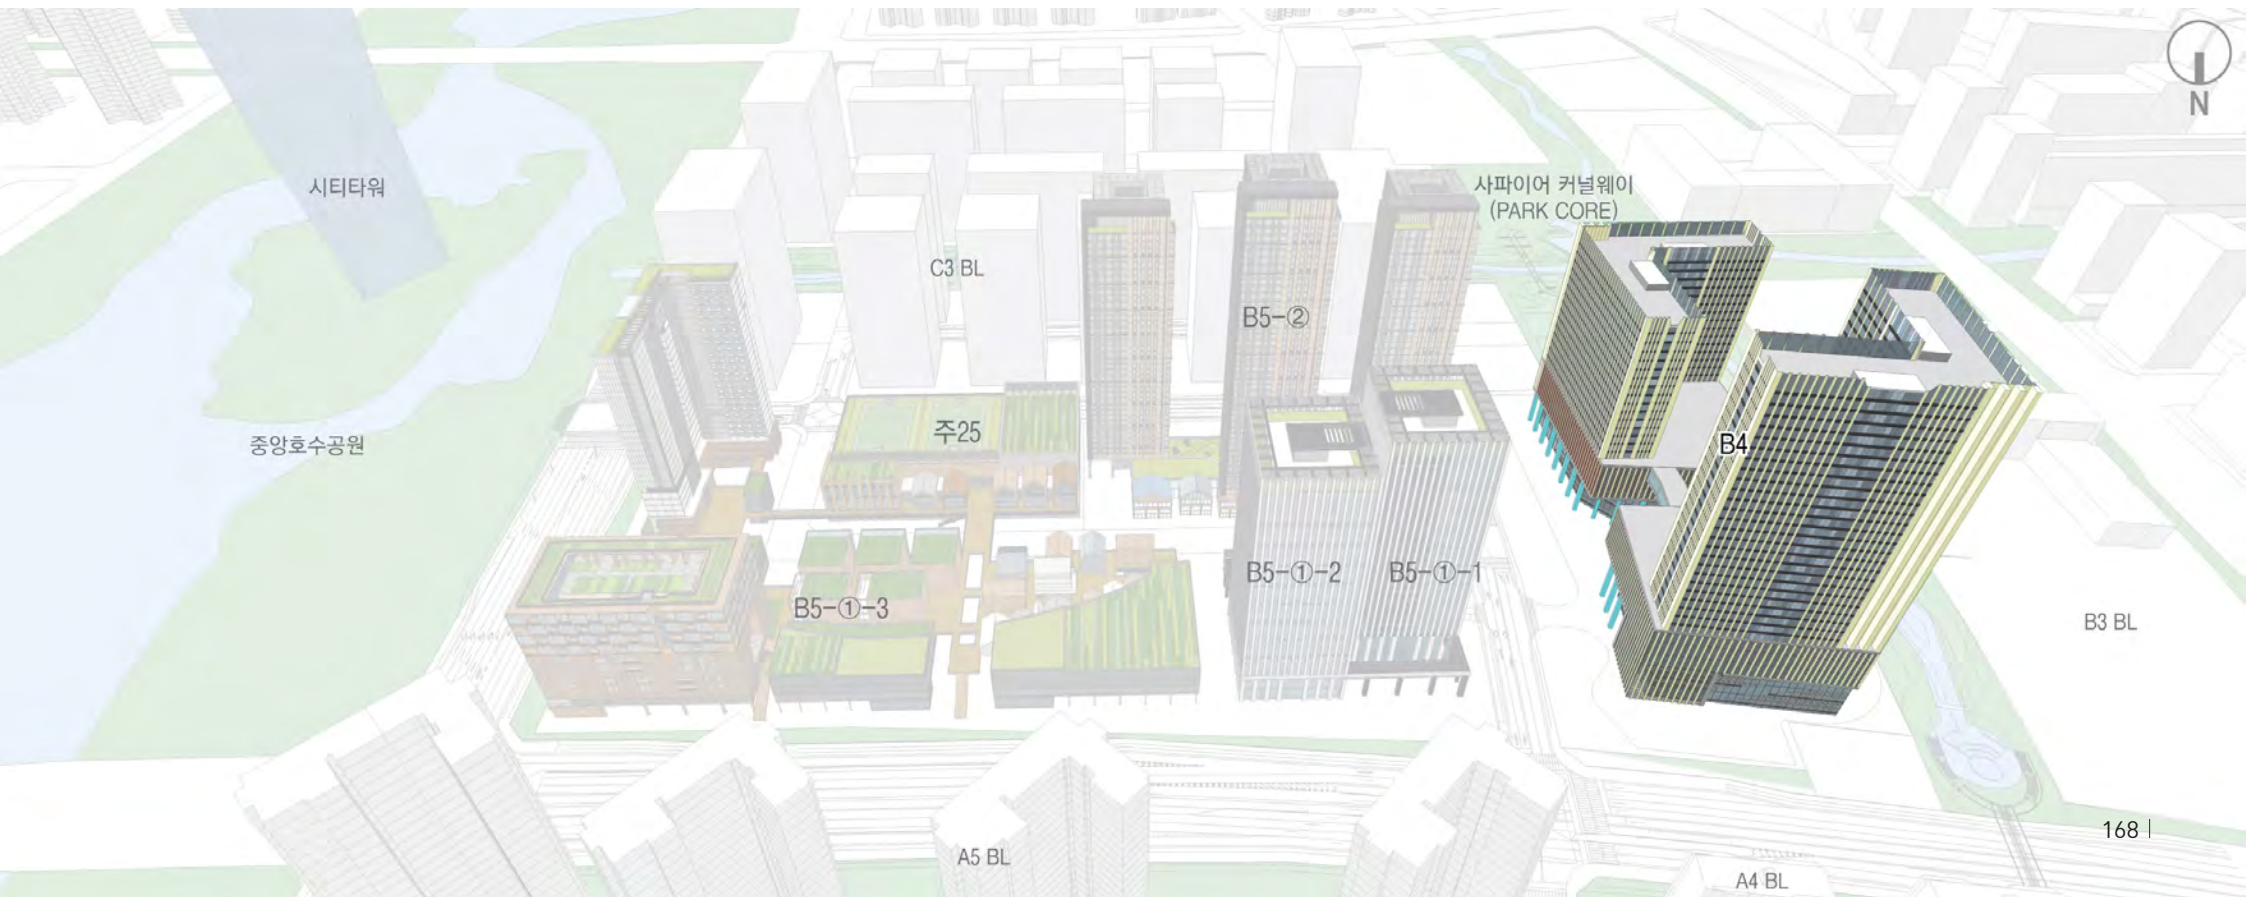 N
시티타워
사파이어 커널웨이
(PARK CORE)
C3 BL
B5-②
주25
B4
중앙호수공원
B5-①-2
B5-①-1
B5-①-3
B3 BL
168
A5 BL
A4 BL